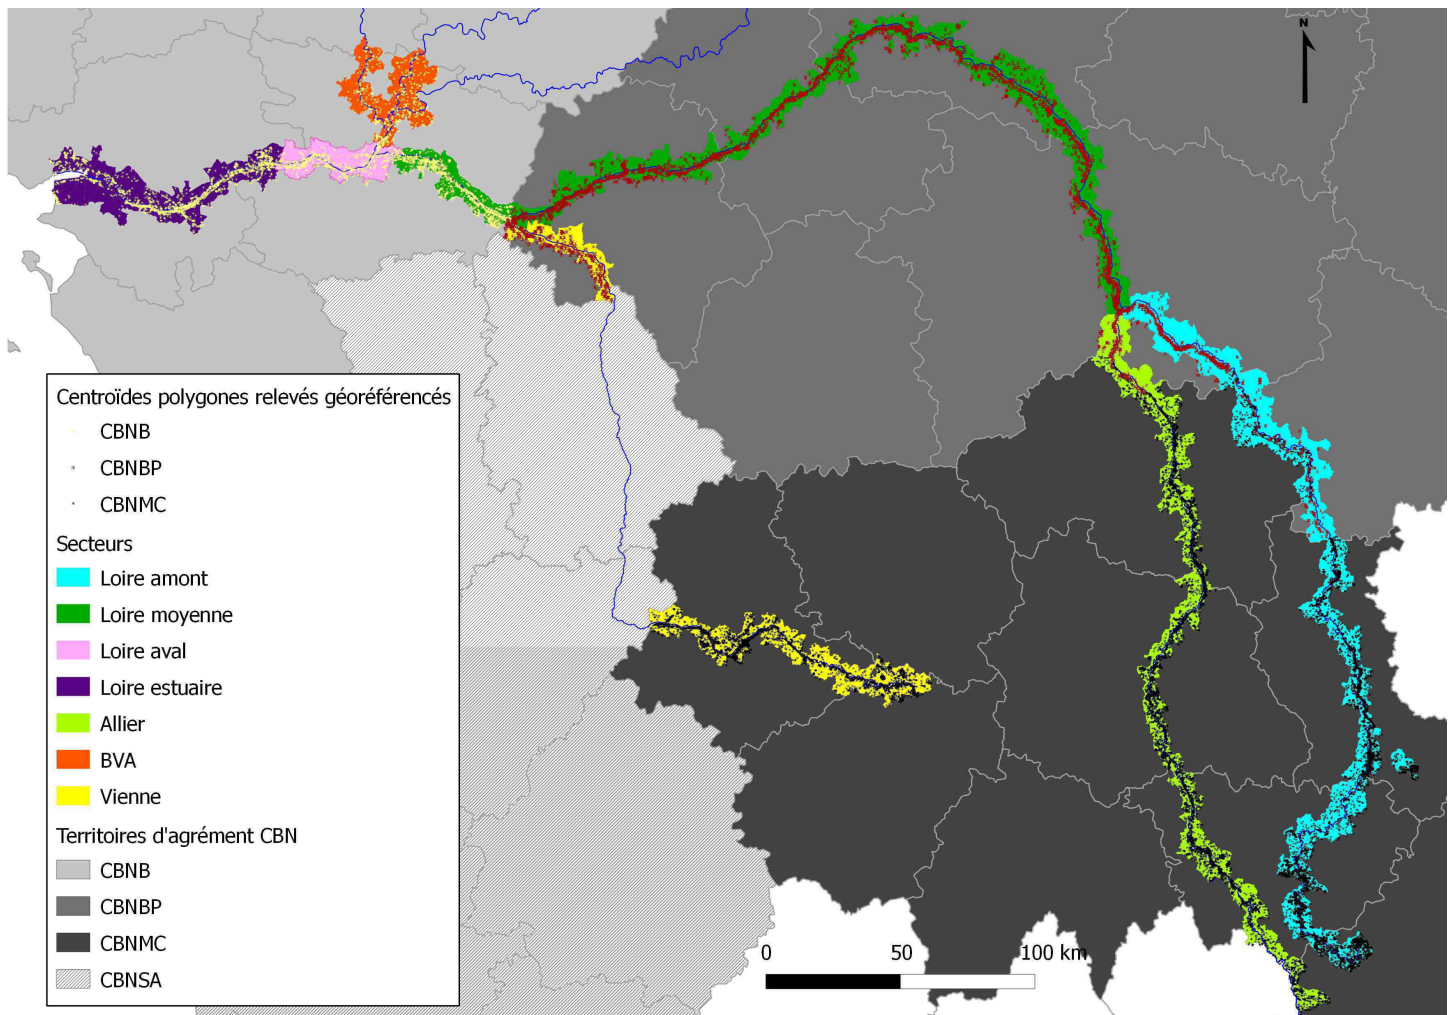 N
Centroïdes polygones relevés géoréférencés
CBNB
CBNBP
CBNMC
Secteurs
Loire amont
Loire moyenne
Loire aval
Loire estuaire
Allier
BVA
Vienne
Territoires d'agrément CBN
CBNB
CBNBP
CBNMC
CBNSA
0 50 100 km